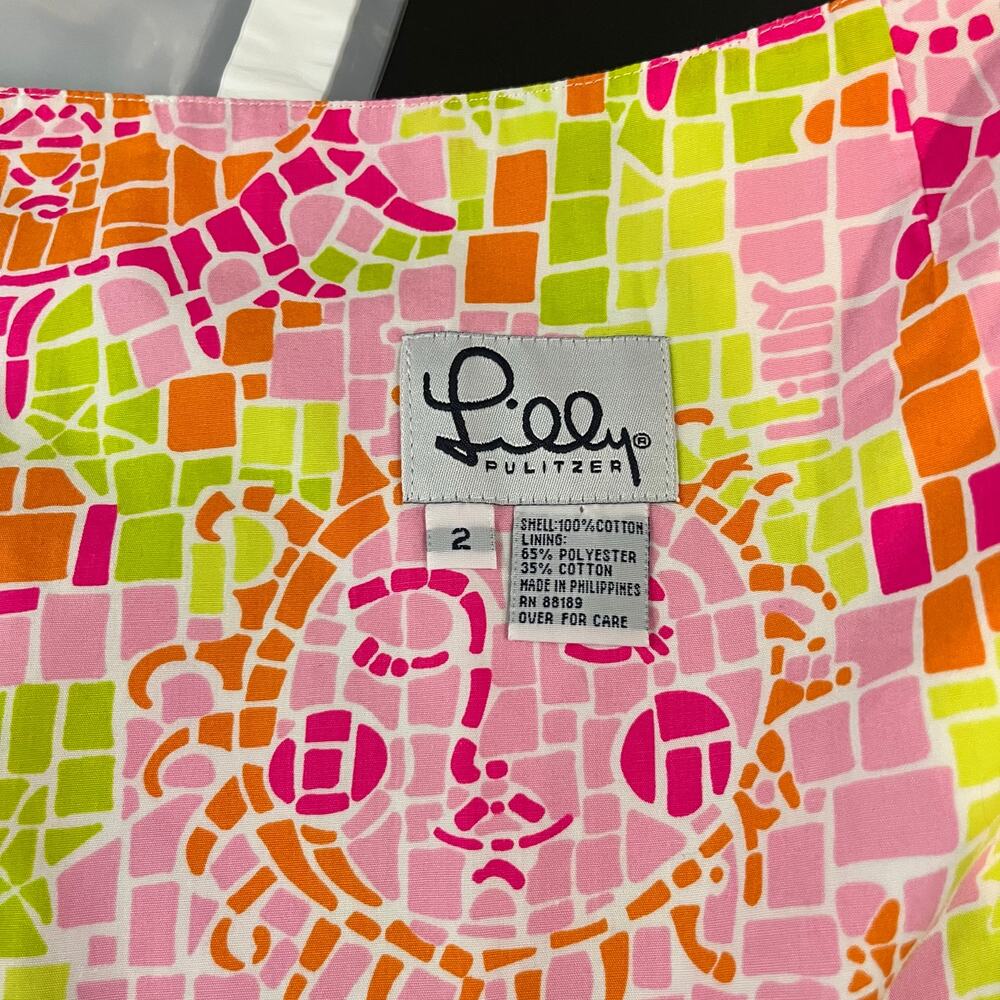 Lilly®
PULITZER
2
SHELL:100%COTTON
LINING:
65% POLYESTER
35% COTTON
MADE IN PHILIPPINES
RN 88189
OVER FOR CARE
Lilly